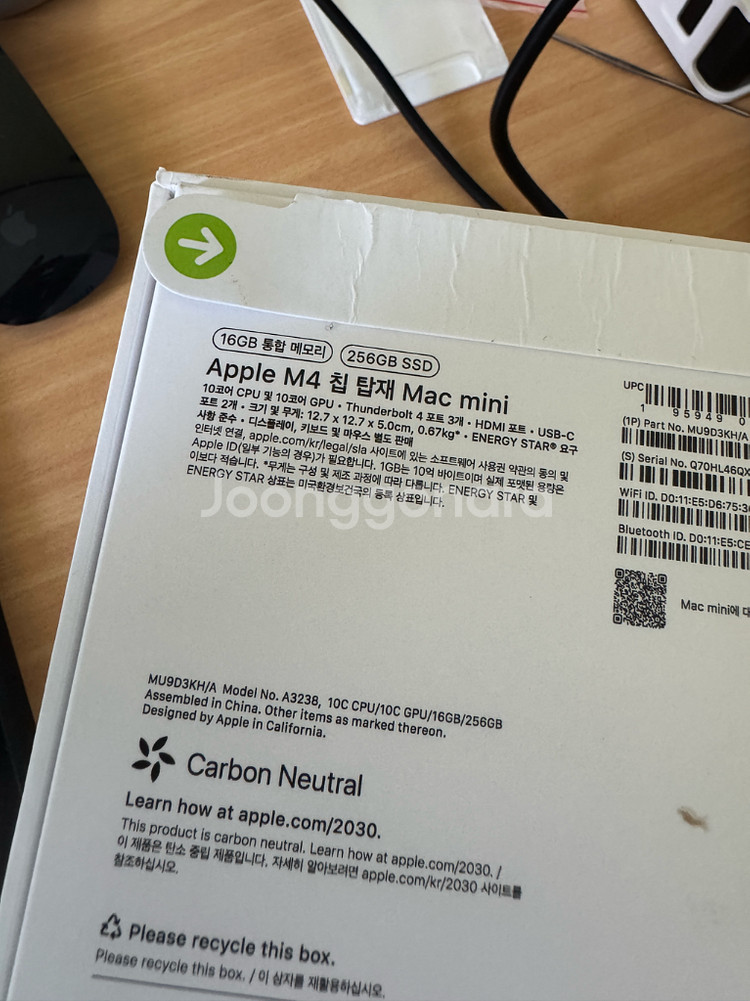 16GB 통합 메모리 256GB SSD
Apple M4 칩 탑재 Mac mini
10코어 CPU 및 10코어 GPU • Thunderbolt 4 포트 3개 • HDMI 포트 • USB-C
포트 2개 • 크기 및 무게: 12.7 x 12.7 x 5.0cm, 0.67kg* • ENERGY STAR® 요구
사항 준수 • 디스플레이, 키보드 및 마우스 별도 판매
인터넷 연결, apple.com/kr/legal/sla 사이트에 있는 소프트웨어 사용권 약관의 동의 및
Apple ID(일부 기능의 경우)가 필요합니다. 1GB는 10억 바이트이며 실제 포맷된 용량은
이보다 적습니다. *무게는 구성 및 제조 과정에 따라 다릅니다. ENERGY STAR 및
ENERGY STAR 상표는 미국환경보건국의 등록 상표입니다.
Joonggonara
UPC
1 95949 0
(1P) Part No. MU9D3KH/A
(S) Serial No. Q70HL46QX
WiFi ID. D0:11:E5:D6:75:3
Bluetooth ID. D0:11:E5:CE
Mac mini에
MU9D3KH/A Model No. A3238, 10C CPU/10C GPU/16GB/256GB
Assembled in China. Other items as marked thereon.
Designed by Apple in California.
Carbon Neutral
Learn how at apple.com/2030.
This product is carbon neutral. Learn how at apple.com/2030. /
이 제품은 탄소 중립 제품입니다. 자세히 알아보려면 apple.com/kr/2030 사이트를
참조하십시오.
Please recycle this box.
Please recycle this box. / 이 상자를 재활용하십시오.